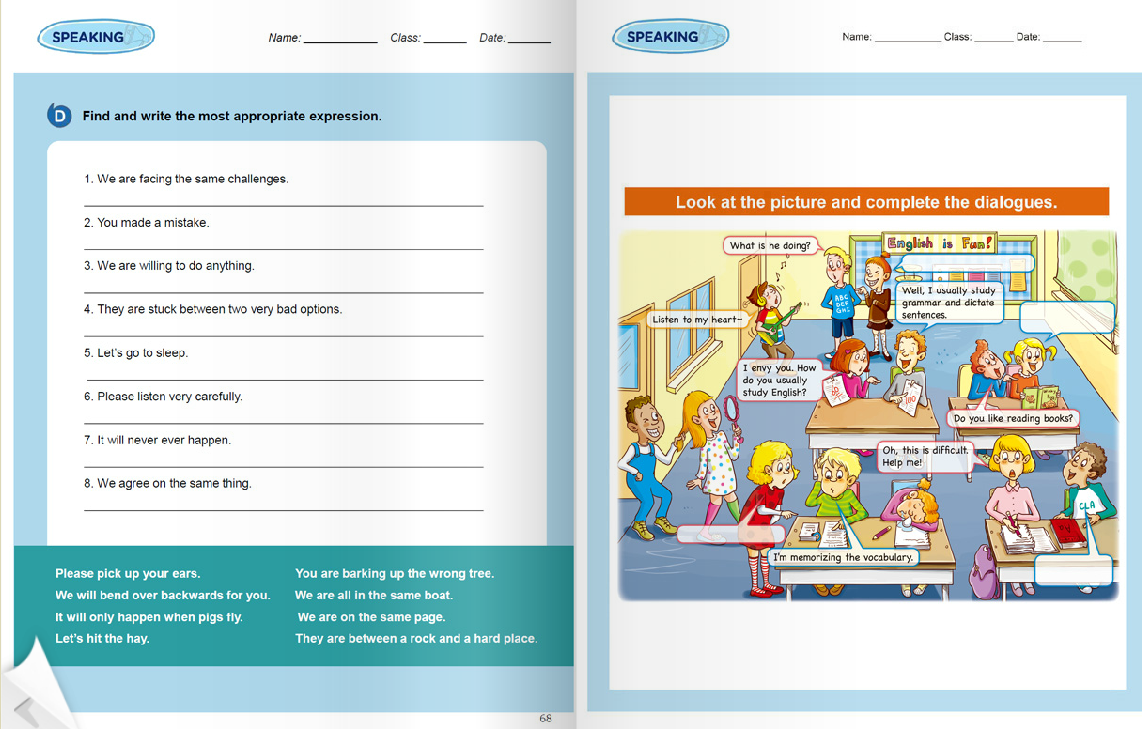 SPEAKING
Name: ____________ Class: _______ Date: _______
D Find and write the most appropriate expression.
1. We are facing the same challenges.
2. You made a mistake.
3. We are willing to do anything.
4. They are stuck between two very bad options.
5. Let's go to sleep.
6. Please listen very carefully.
7. It will never ever happen.
8. We agree on the same thing.
Please pick up your ears.
We will bend over backwards for you.
It will only happen when pigs fly.
Let's hit the hay.
You are barking up the wrong tree.
We are all in the same boat.
We are on the same page.
They are between a rock and a hard place.
68
SPEAKING
Name: ____________ Class: _______ Date: _______
Look at the picture and complete the dialogues.
What is he doing?
English is Fun!
Well, I usually study
grammar and dictate
sentences.
ABC
DEF
GHI
Listen to my heart~
I envy you. How
do you usually
study English?
100
Do you like reading books?
Oh, this is difficult.
Help me!
CLA
I'm memorizing the vocabulary.